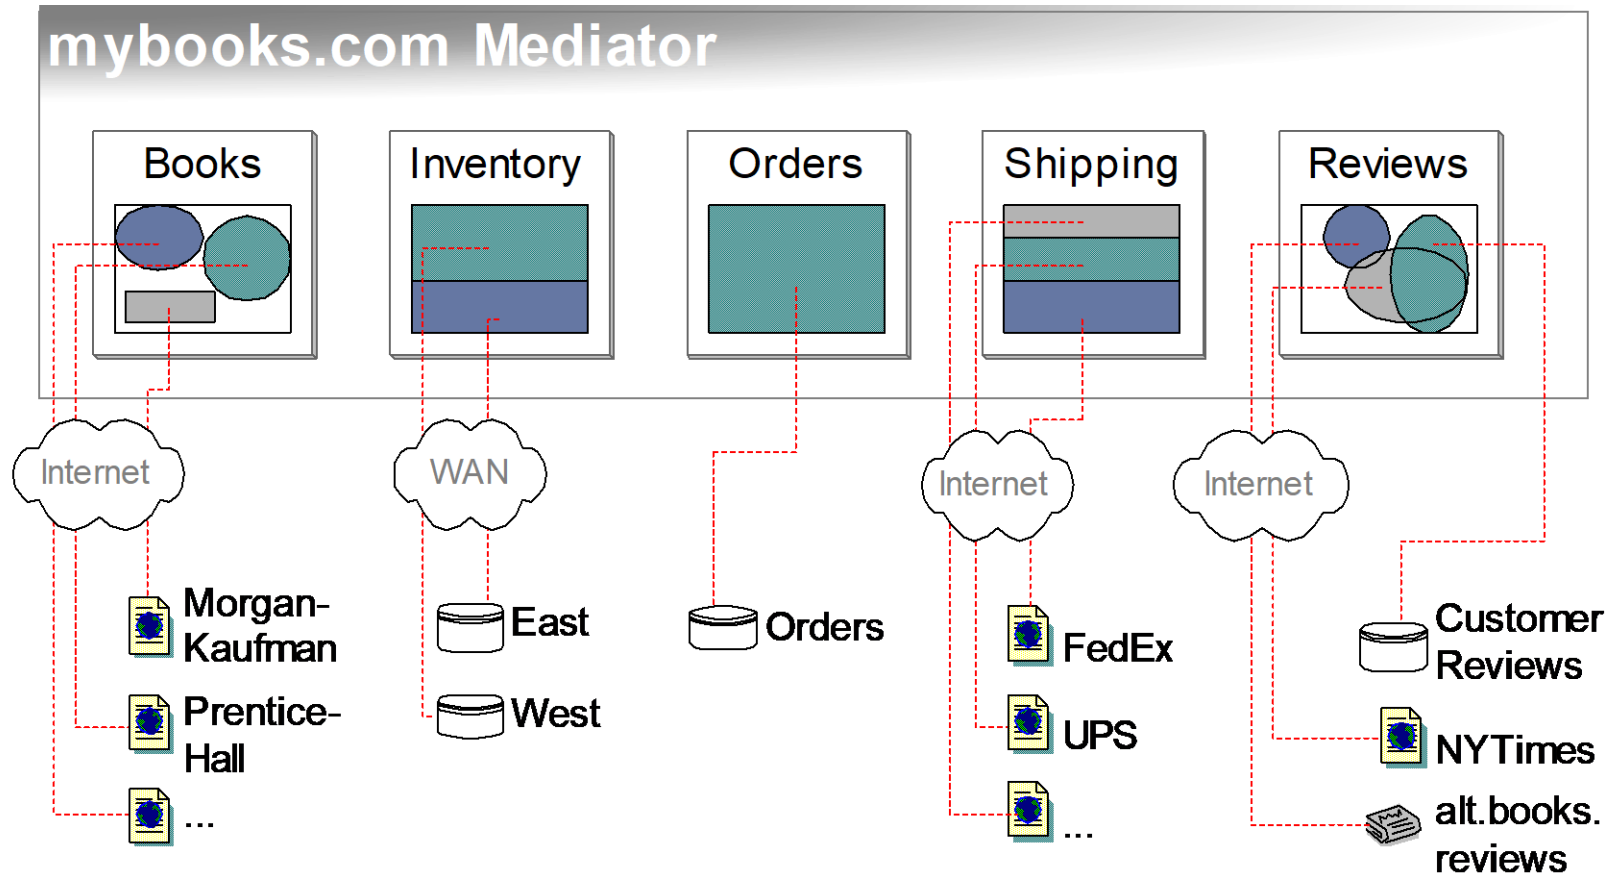 mybooks.com Mediator
Books
Inventory
Orders
Shipping
Reviews
Internet
WAN
Internet
Internet
Morgan-
Kaufman
Prentice-
Hall
...
East
West
Orders
FedEx
UPS
...
Customer
Reviews
NYTimes
alt.books.
reviews